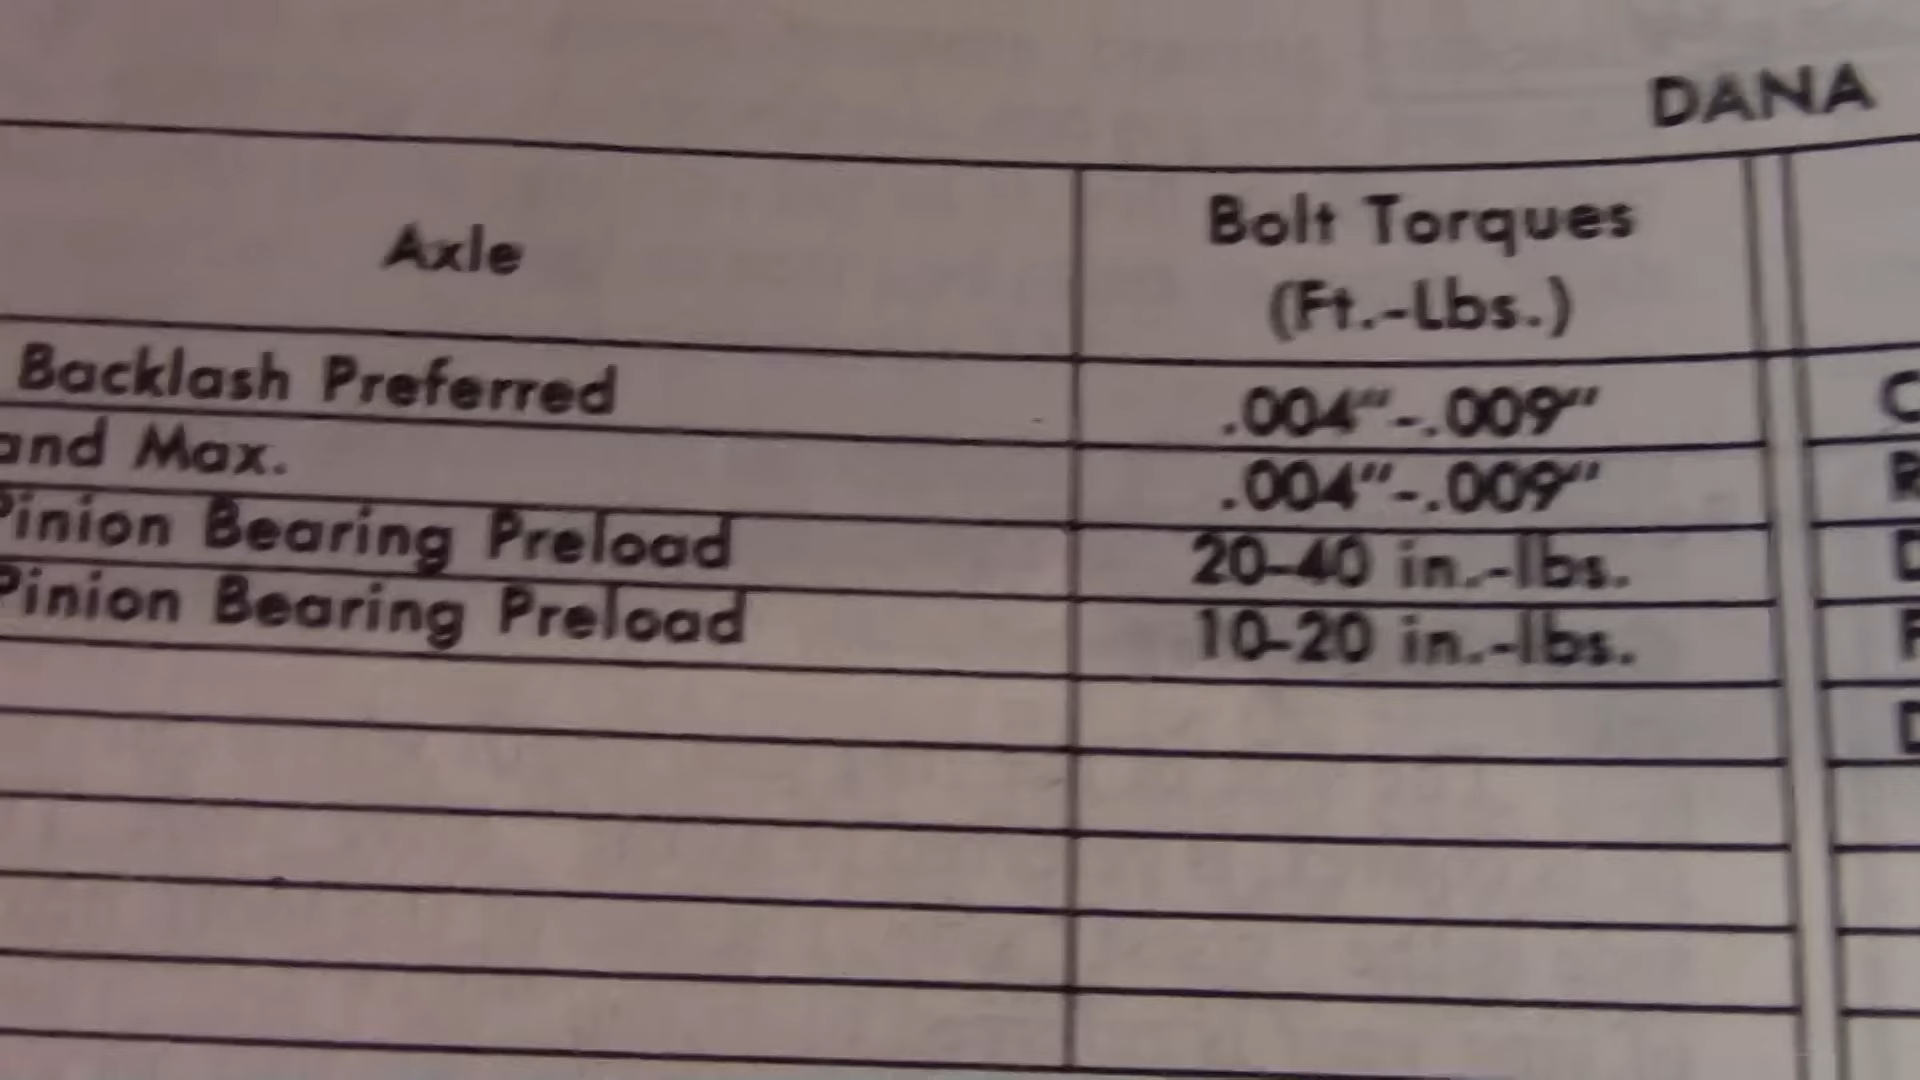 DANA
Axle
Bolt Torques
(Ft.-Lbs.)
Backlash Preferred .004"-.009"
and Max. .004"-.009"
Pinion Bearing Preload 20-40 in.-lbs.
Pinion Bearing Preload 10-20 in.-lbs.